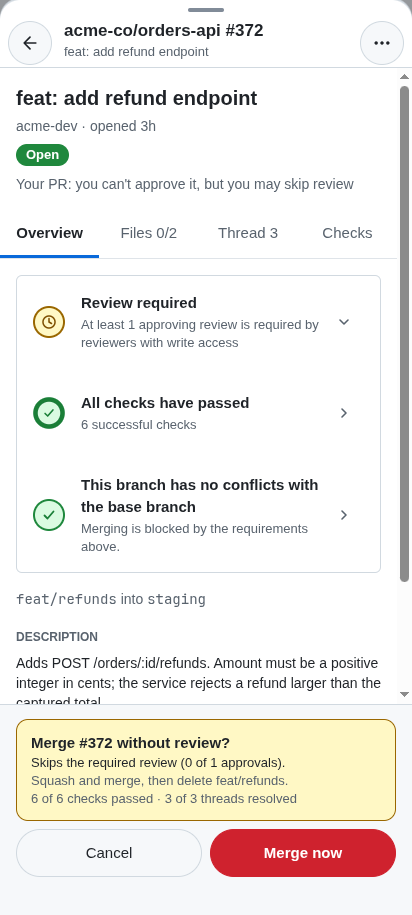 acme-co/orders-api #372
feat: add refund endpoint
feat: add refund endpoint
acme-dev · opened 3h
Open
Your PR: you can't approve it, but you may skip review
Overview Files 0/2 Thread 3 Checks
Review required
At least 1 approving review is required by
reviewers with write access
All checks have passed
6 successful checks
This branch has no conflicts with
the base branch
Merging is blocked by the requirements
above.
feat/refunds into staging
DESCRIPTION
Adds POST /orders/:id/refunds. Amount must be a positive
integer in cents; the service rejects a refund larger than the
captured total
Merge #372 without review?
Skips the required review (0 of 1 approvals).
Squash and merge, then delete feat/refunds.
6 of 6 checks passed · 3 of 3 threads resolved
Cancel Merge now